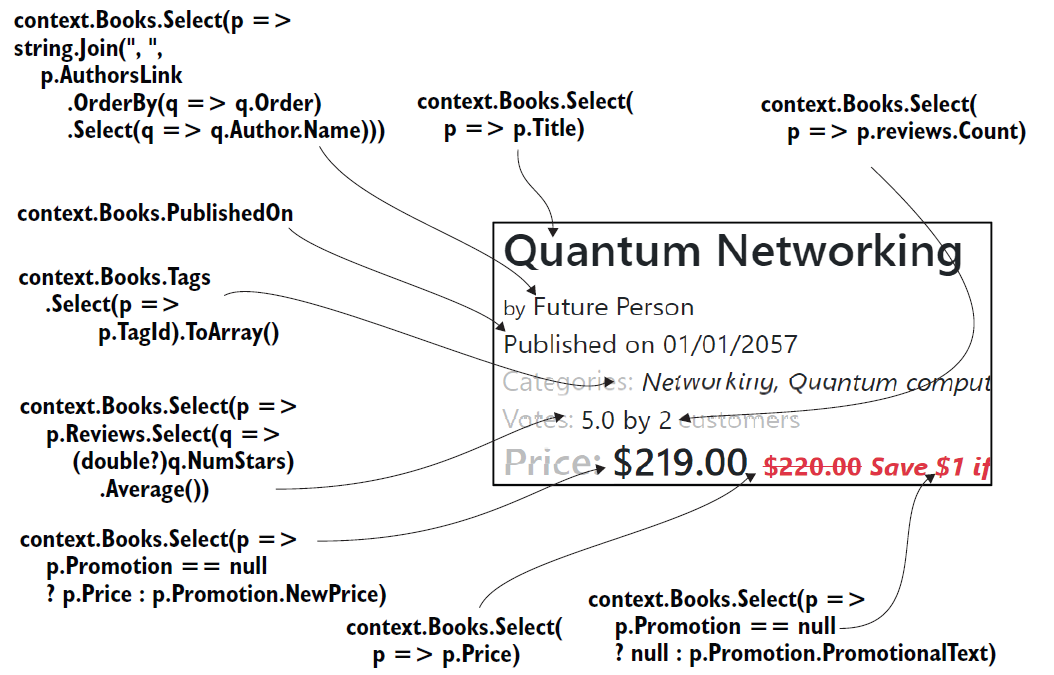 context.Books.Select(p =>
string.Join(", ",
p.AuthorsLink
.OrderBy(q => q.Order)
.Select(q => q.Author.Name)))
context.Books.Select(
p => p.Title)
context.Books.Select(
p => p.reviews.Count)
context.Books.PublishedOn
context.Books.Tags
.Select(p =>
p.TagId).ToArray()
context.Books.Select(p =>
p.Reviews.Select(q =>
(double?)q.NumStars)
.Average())
context.Books.Select(p =>
p.Promotion == null
? p.Price : p.Promotion.NewPrice)
Quantum Networking
by Future Person
Published on 01/01/2057
Categories: Networking, Quantum comput
Votes: 5.0 by 2 customers
Price: $219.00 $220.00 Save $1 if
context.Books.Select(
p => p.Price)
context.Books.Select(p =>
p.Promotion == null
? null : p.Promotion.PromotionalText)